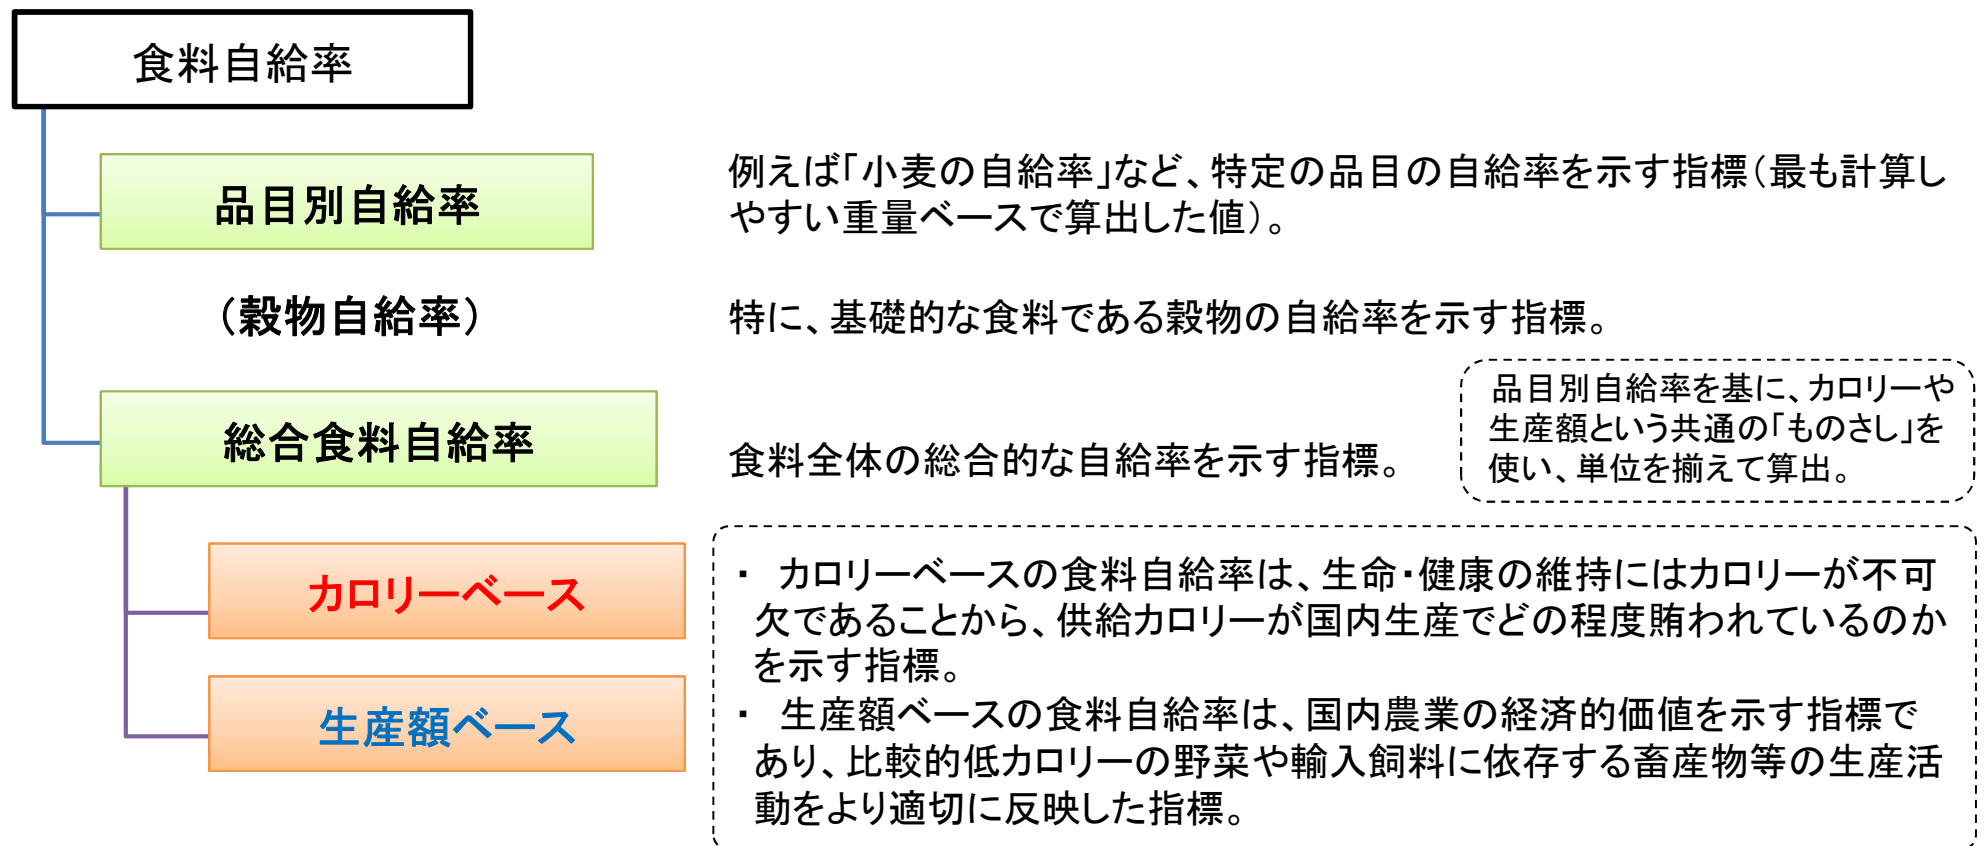 食料自給率
品目別自給率
例えば「小麦の自給率」など、特定の品目の自給率を示す指標（最も計算し
やすい重量ベースで算出した値）。
（穀物自給率）
特に、基礎的な食料である穀物の自給率を示す指標。
総合食料自給率
食料全体の総合的な自給率を示す指標。
品目別自給率を基に、カロリーや
生産額という共通の「ものさし」を
使い、単位を揃えて算出。
カロリーベース
生産額ベース
・ カロリーベースの食料自給率は、生命・健康の維持にはカロリーが不可
欠であることから、供給カロリーが国内生産でどの程度賄われているのか
を示す指標。
・ 生産額ベースの食料自給率は、国内農業の経済的価値を示す指標で
あり、比較的低カロリーの野菜や輸入飼料に依存する畜産物等の生産活
動をより適切に反映した指標。